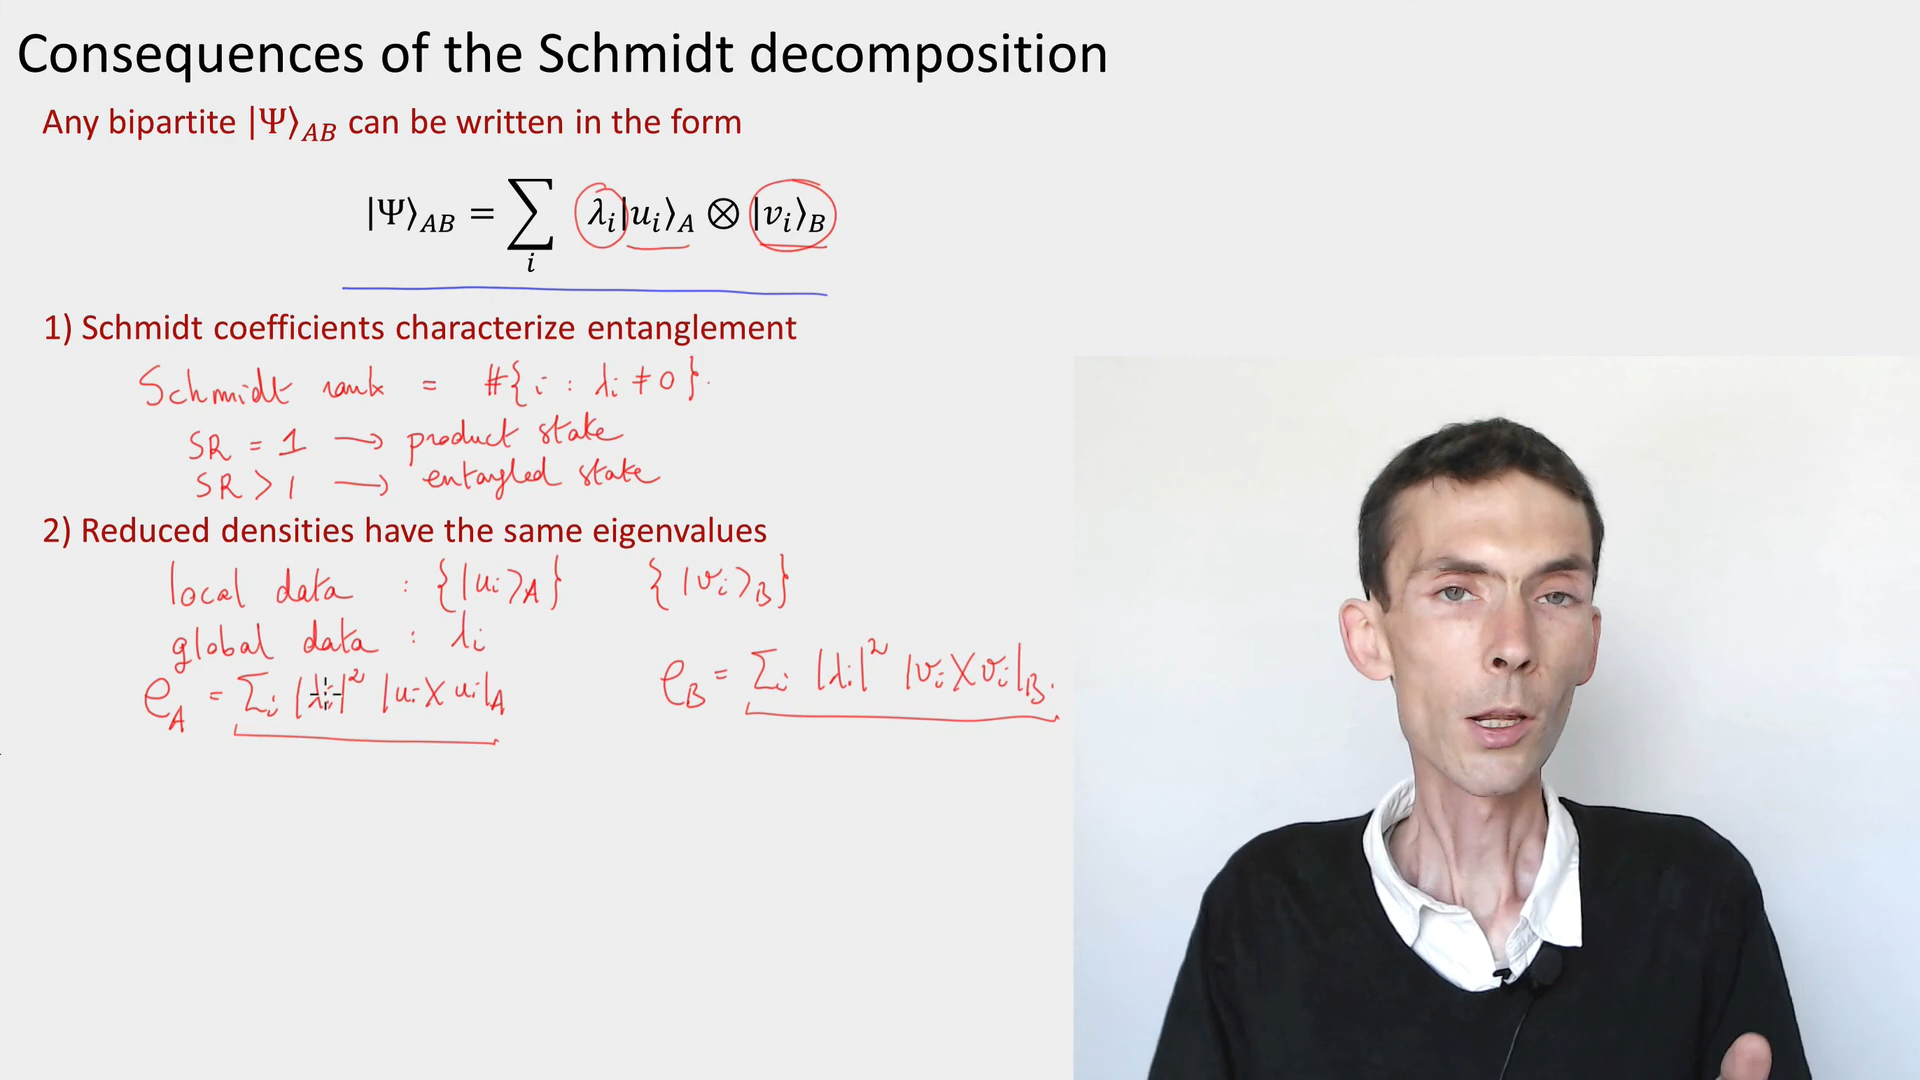 Consequences of the Schmidt decomposition
Any bipartite |Ψ⟩_AB can be written in the form
|Ψ⟩_AB = ∑_i λ_i|u_i⟩_A ⊗ |v_i⟩_B
1) Schmidt coefficients characterize entanglement
Schmidt rank = #{i : λ_i ≠ 0}.
SR = 1 → product state
SR > 1 → entangled state
2) Reduced densities have the same eigenvalues
local data : {|u_i⟩_A} {|v_i⟩_B}
global data : λ_i
ρ_A = ∑_i |λ_i|² |u_i⟩⟨u_i|_A ρ_B = ∑_i |λ_i|² |v_i⟩⟨v_i|_B.